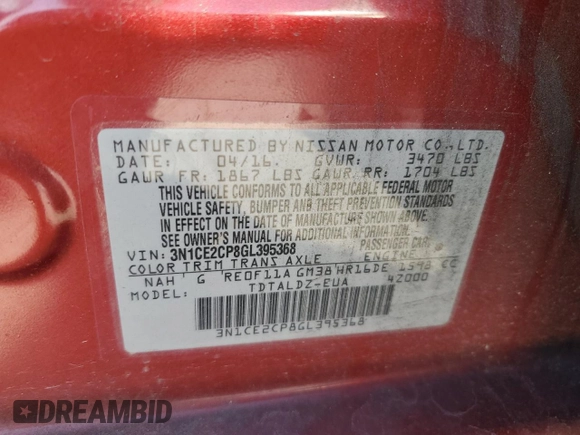 MANUFACTURED BY NISSAN MOTOR CO.,LTD.
DATE: 04/16. GVWR: 3470 LBS
GAWR FR: 1867 LBS GAWR RR: 1704 LBS
THIS VEHICLE CONFORMS TO ALL APPLICABLE FEDERAL MOTOR
VEHICLE SAFETY, BUMPER AND THEFT PREVENTION STANDARDS
IN EFFECT ON THE DATE OF MANUFACTURE SHOWN ABOVE.
SEE OWNER'S MANUAL FOR ADDITIONAL INFORMATION.
VIN: 3N1CE2CP8GL395368 PASSENGER CAR
COLOR TRIM TRANS AXLE ENGINE
NAH G RE0F11A GM38 HR16DE 1598 CC
MODEL: TDTALDZ-EUA 42000
3N1CE2CP8GL395368
DREAMBID